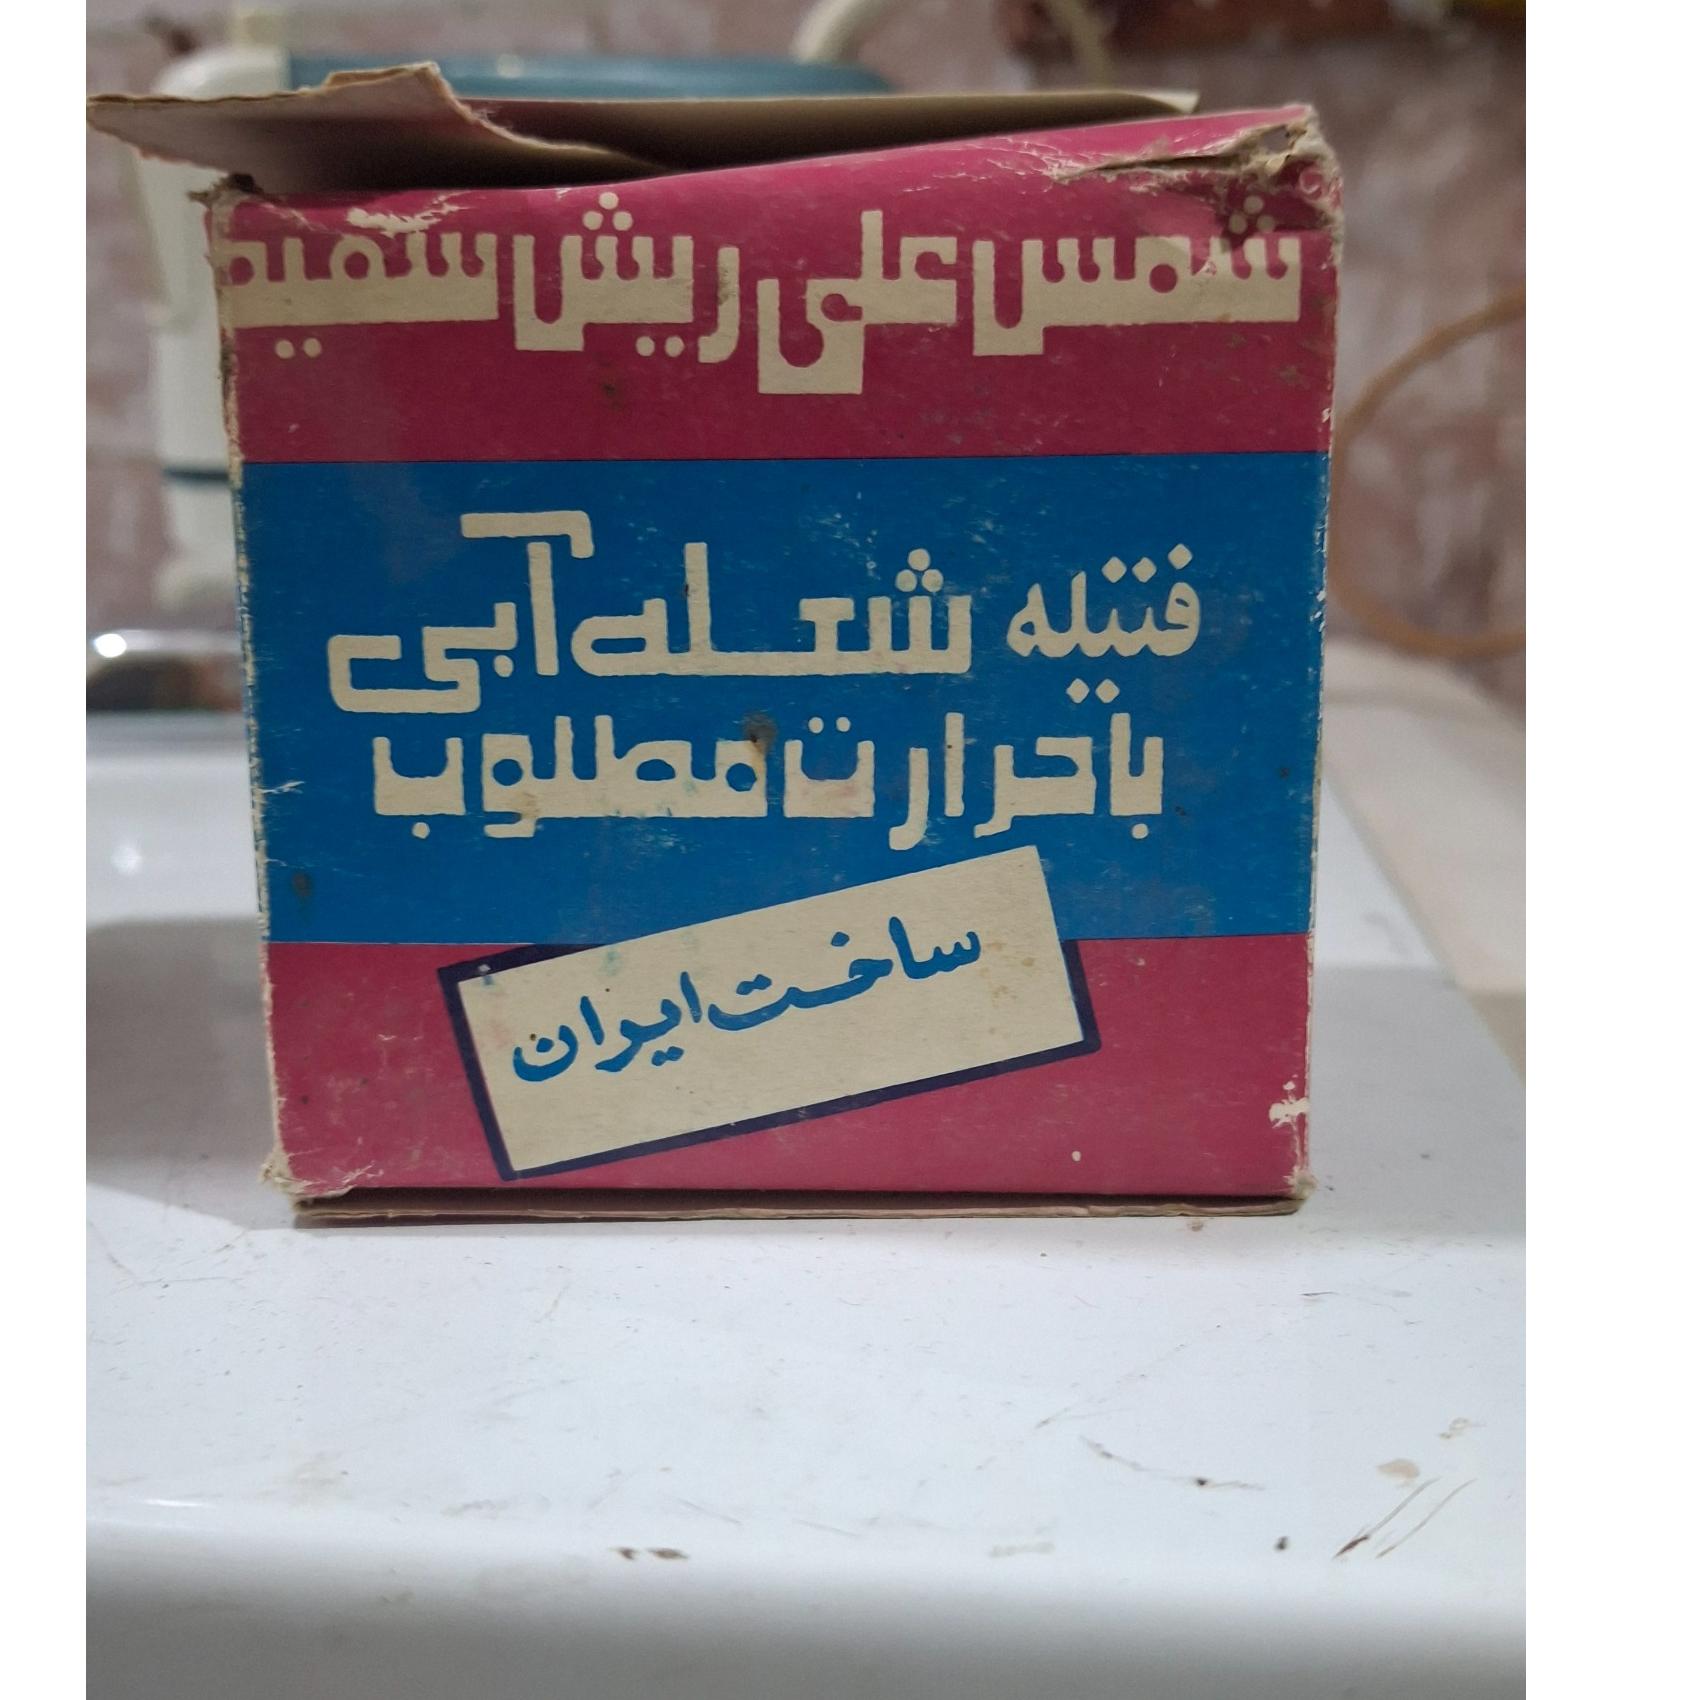 شمس علی ریش سفید
فتیله شعله آبی
با حرارت مطلوب
ساخت ایران